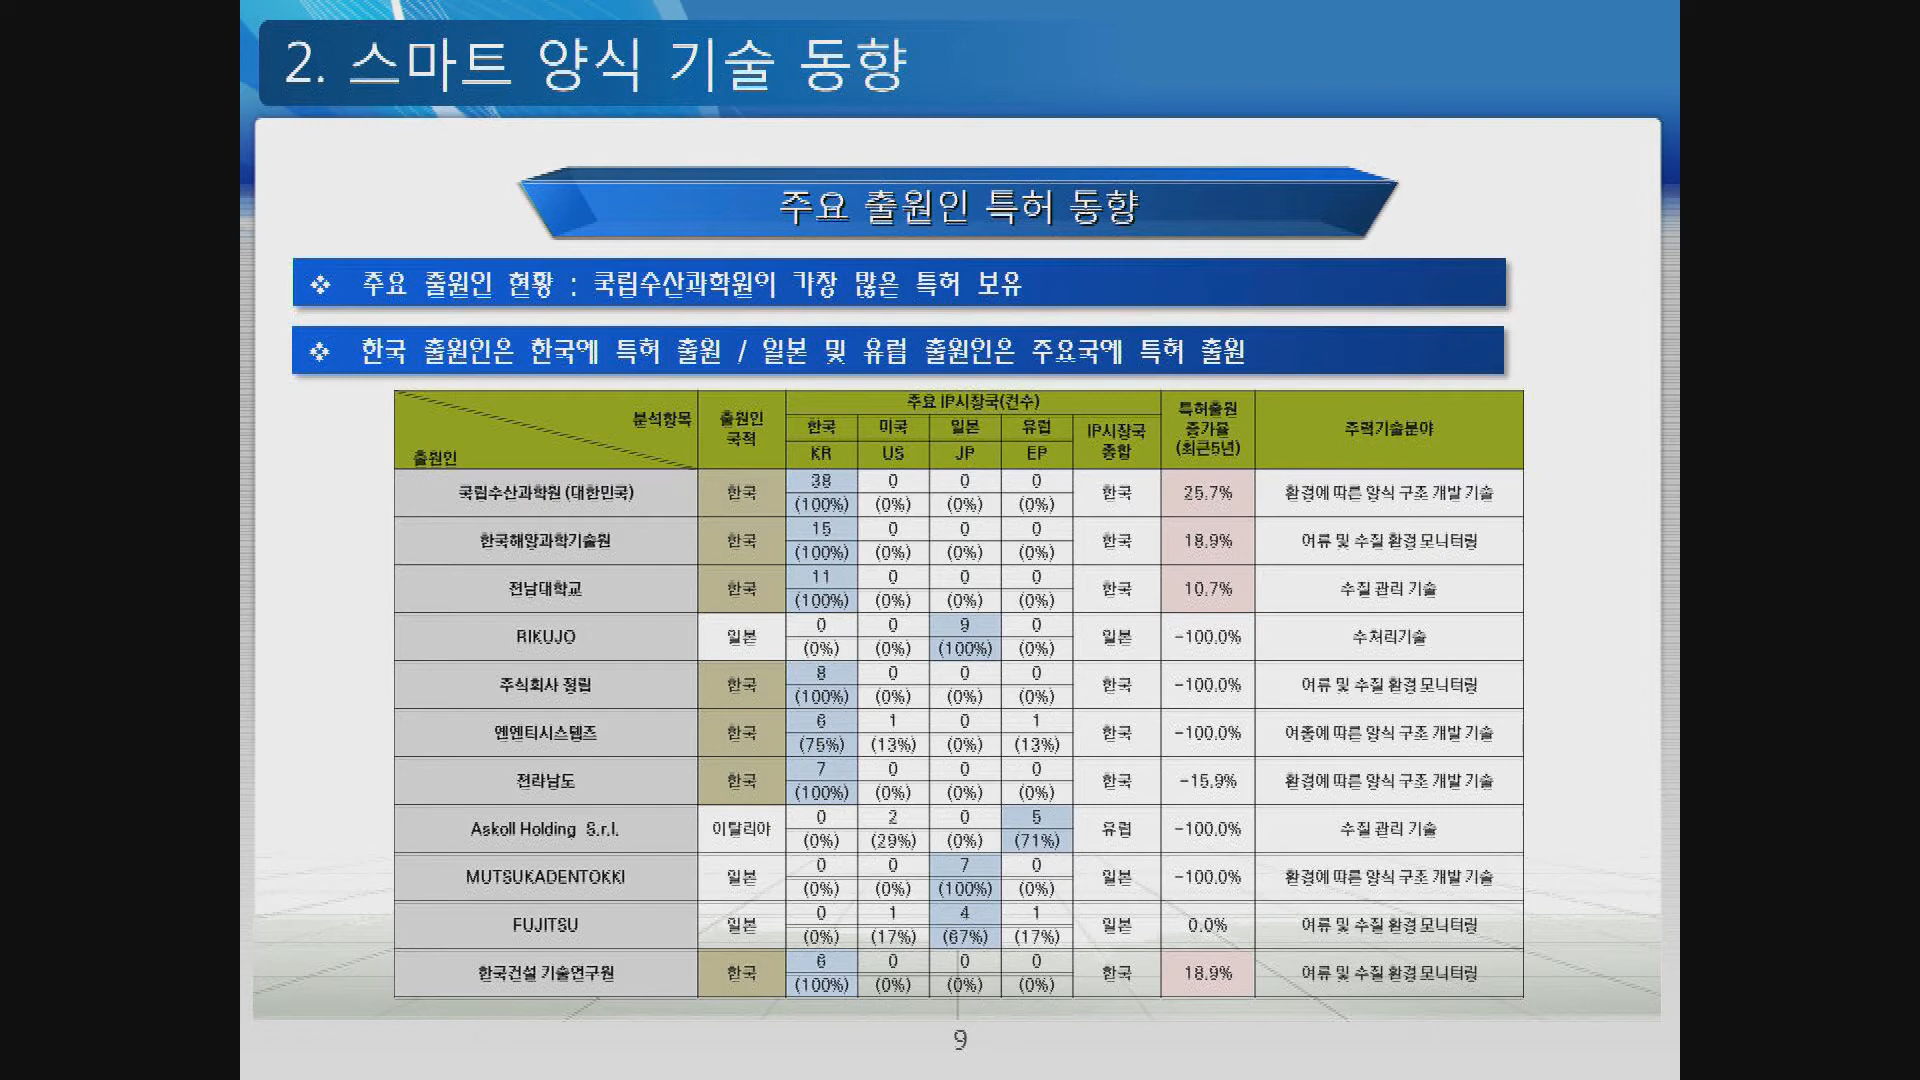 2. 스마트 양식 기술 동향
주요 출원인 특허 동향
❖ 주요 출원인 현황 : 국립수산과학원이 가장 많은 특허 보유
❖ 한국 출원인은 한국에 특허 출원 / 일본 및 유럽 출원인은 주요국에 특허 출원
분석항목 출원인 출원인 국적 주요 IP시장국(건수) 한국 KR 미국 US 일본 JP 유럽 EP IP시장국 종합 특허출원 증가율 (최근5년) 주력기술분야
국립수산과학원 (대한민국) 한국 38 (100%) 0 (0%) 0 (0%) 0 (0%) 한국 25.7% 환경에 따른 양식 구조 개발 기술
한국해양과학기술원 한국 15 (100%) 0 (0%) 0 (0%) 0 (0%) 한국 18.9% 어류 및 수질 환경 모니터링
전남대학교 한국 11 (100%) 0 (0%) 0 (0%) 0 (0%) 한국 10.7% 수질 관리 기술
RIKUJO 일본 0 (0%) 0 (0%) 9 (100%) 0 (0%) 일본 -100.0% 수처리기술
주식회사 정립 한국 8 (100%) 0 (0%) 0 (0%) 0 (0%) 한국 -100.0% 어류 및 수질 환경 모니터링
엔엔티시스템즈 한국 6 (75%) 1 (13%) 0 (0%) 1 (13%) 한국 -100.0% 어종에 따른 양식 구조 개발 기술
전라남도 한국 7 (100%) 0 (0%) 0 (0%) 0 (0%) 한국 -15.9% 환경에 따른 양식 구조 개발 기술
Askoll Holding S.r.l. 이탈리아 0 (0%) 2 (29%) 0 (0%) 5 (71%) 유럽 -100.0% 수질 관리 기술
MUTSUKADENTOKKI 일본 0 (0%) 0 (0%) 7 (100%) 0 (0%) 일본 -100.0% 환경에 따른 양식 구조 개발 기술
FUJITSU 일본 0 (0%) 1 (17%) 4 (67%) 1 (17%) 일본 0.0% 어류 및 수질 환경 모니터링
한국건설 기술연구원 한국 6 (100%) 0 (0%) 0 (0%) 0 (0%) 한국 18.9% 어류 및 수질 환경 모니터링
9